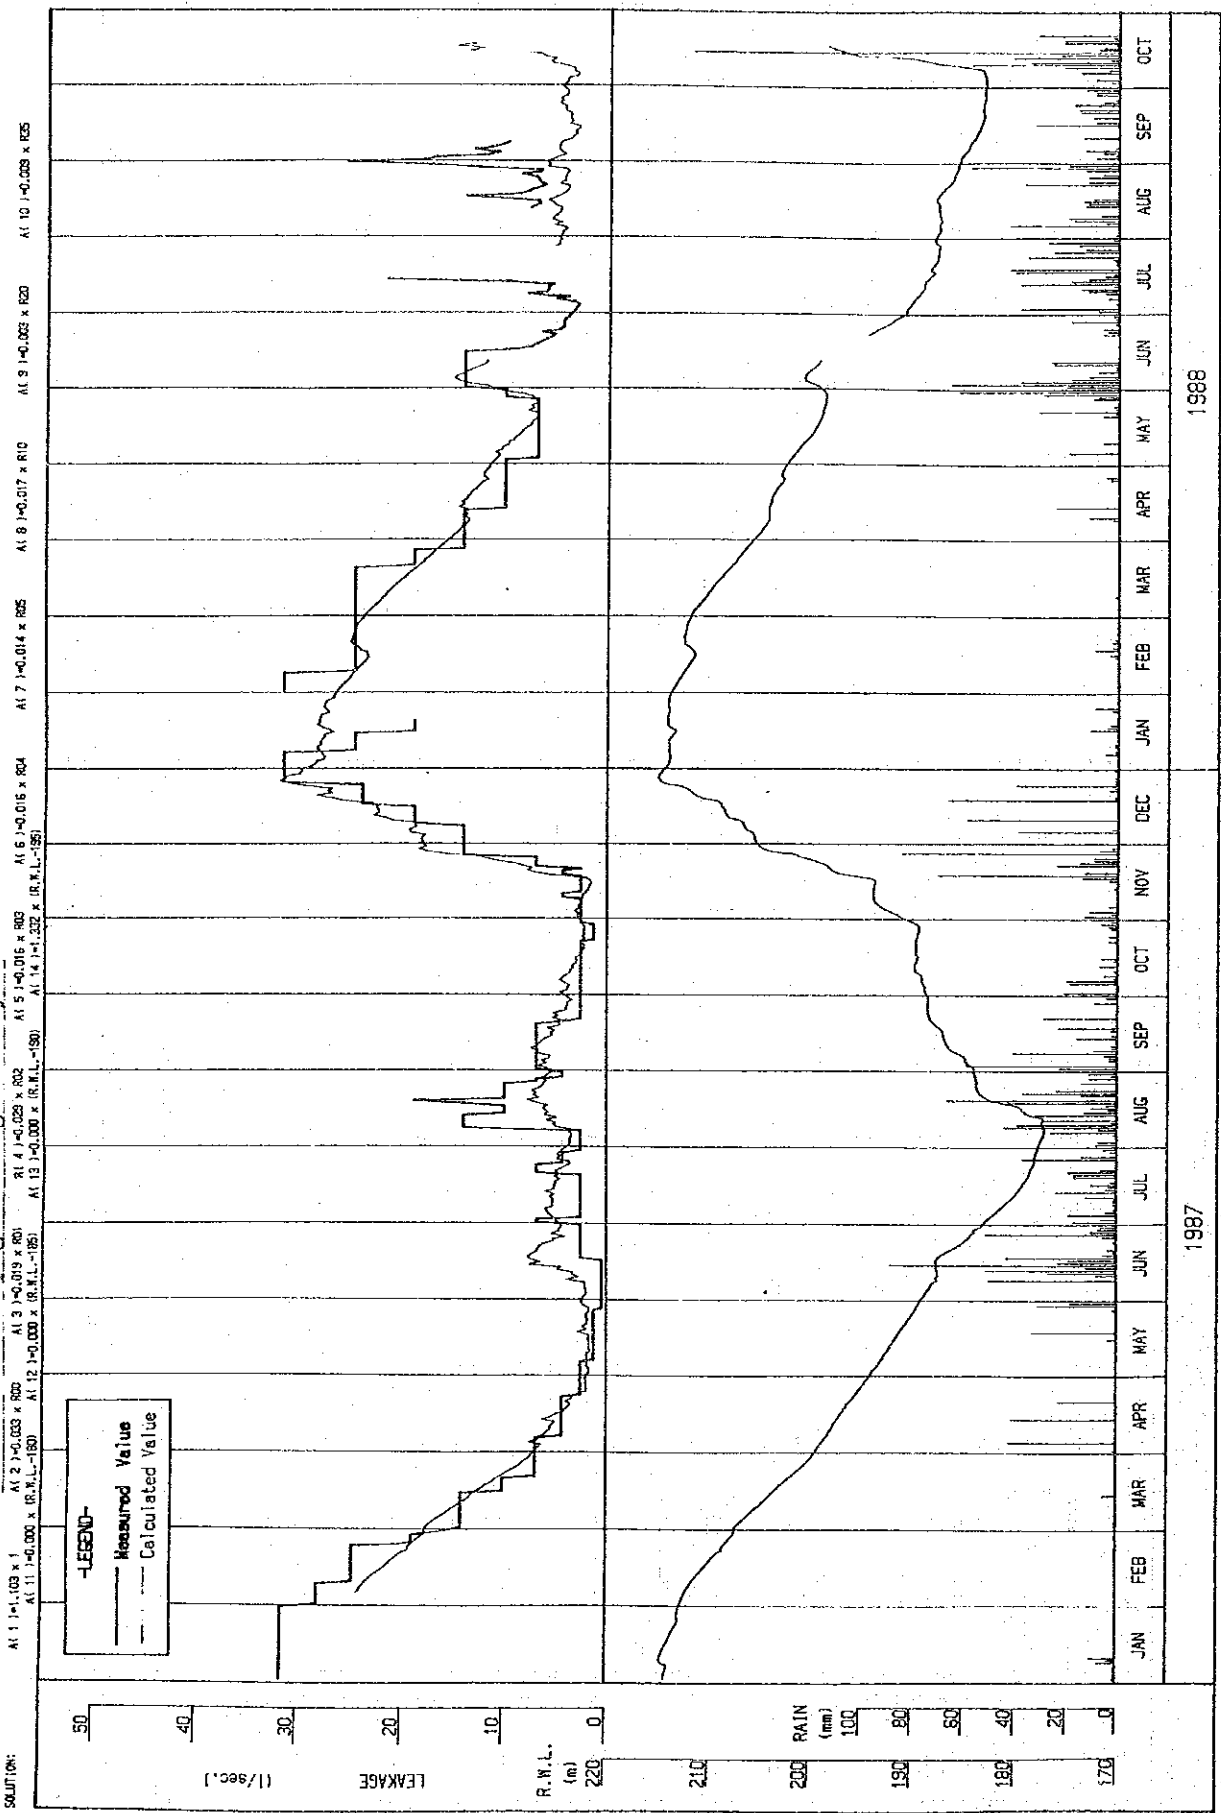 SOLUTION:
A( 1 )=1.103 x 1 A( 2 )=0.033 x R00 A( 3 )=0.019 x R01 A( 4 )=0.029 x R02 A( 5 )=0.016 x R03 A( 6 )=0.016 x R04 A( 7 )=0.014 x R05 A( 8 )=0.017 x R10 A( 9 )=0.003 x R20 A( 10 )=0.009 x R35
A( 11 )=0.000 x (R.W.L.-180) A( 12 )=0.000 x (R.W.L.-185) A( 13 )=0.000 x (R.W.L.-190) A( 14 )=1.332 x (R.W.L.-195)
-LEGEND-
Measured Value
Calculated Value
LEAKAGE
(l/sec.)
50
40
30
20
10
0
R.W.L.
(m)
220
210
200
190
180
170
RAIN
(mm)
100
80
60
40
20
0
JAN FEB MAR APR MAY JUN JUL AUG SEP OCT NOV DEC JAN FEB MAR APR MAY JUN JUL AUG SEP OCT
1987 1988